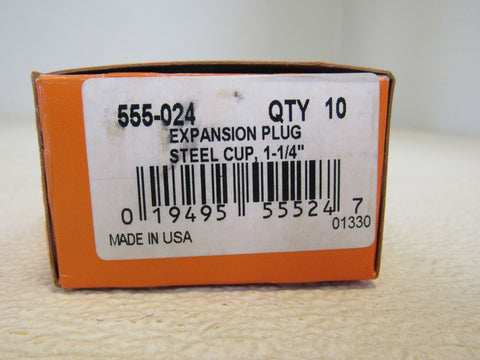 555-024 QTY 10
EXPANSION PLUG
STEEL CUP, 1-1/4"
0 19495 55524 7
01330
MADE IN USA